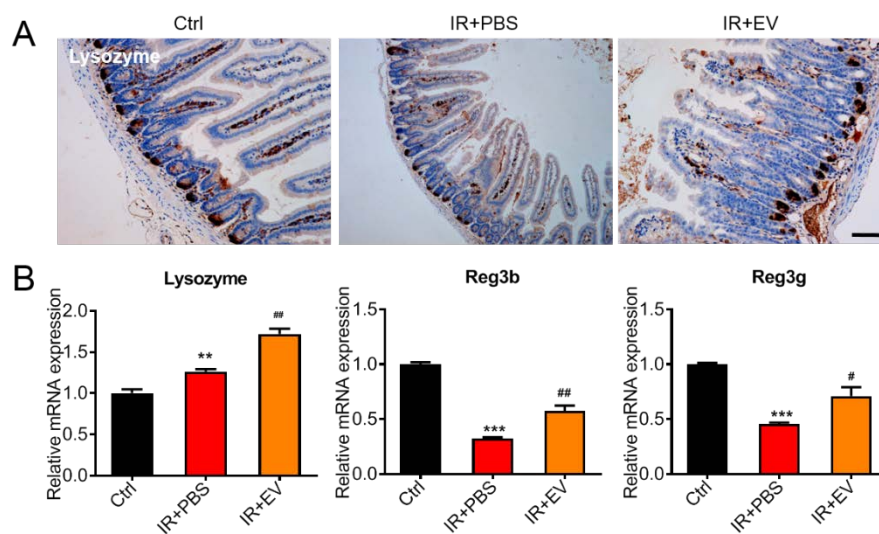 A
Ctrl
IR+PBS
IR+EV
Lysozyme
B
Lysozyme
Relative mRNA expression
2.0
1.5
1.0
0.5
0.0
**
##
Ctrl
IR+PBS
IR+EV
Reg3b
Relative mRNA expression
1.5
1.0
0.5
0.0
***
##
Ctrl
IR+PBS
IR+EV
Reg3g
Relative mRNA expression
1.5
1.0
0.5
0.0
***
#
Ctrl
IR+PBS
IR+EV